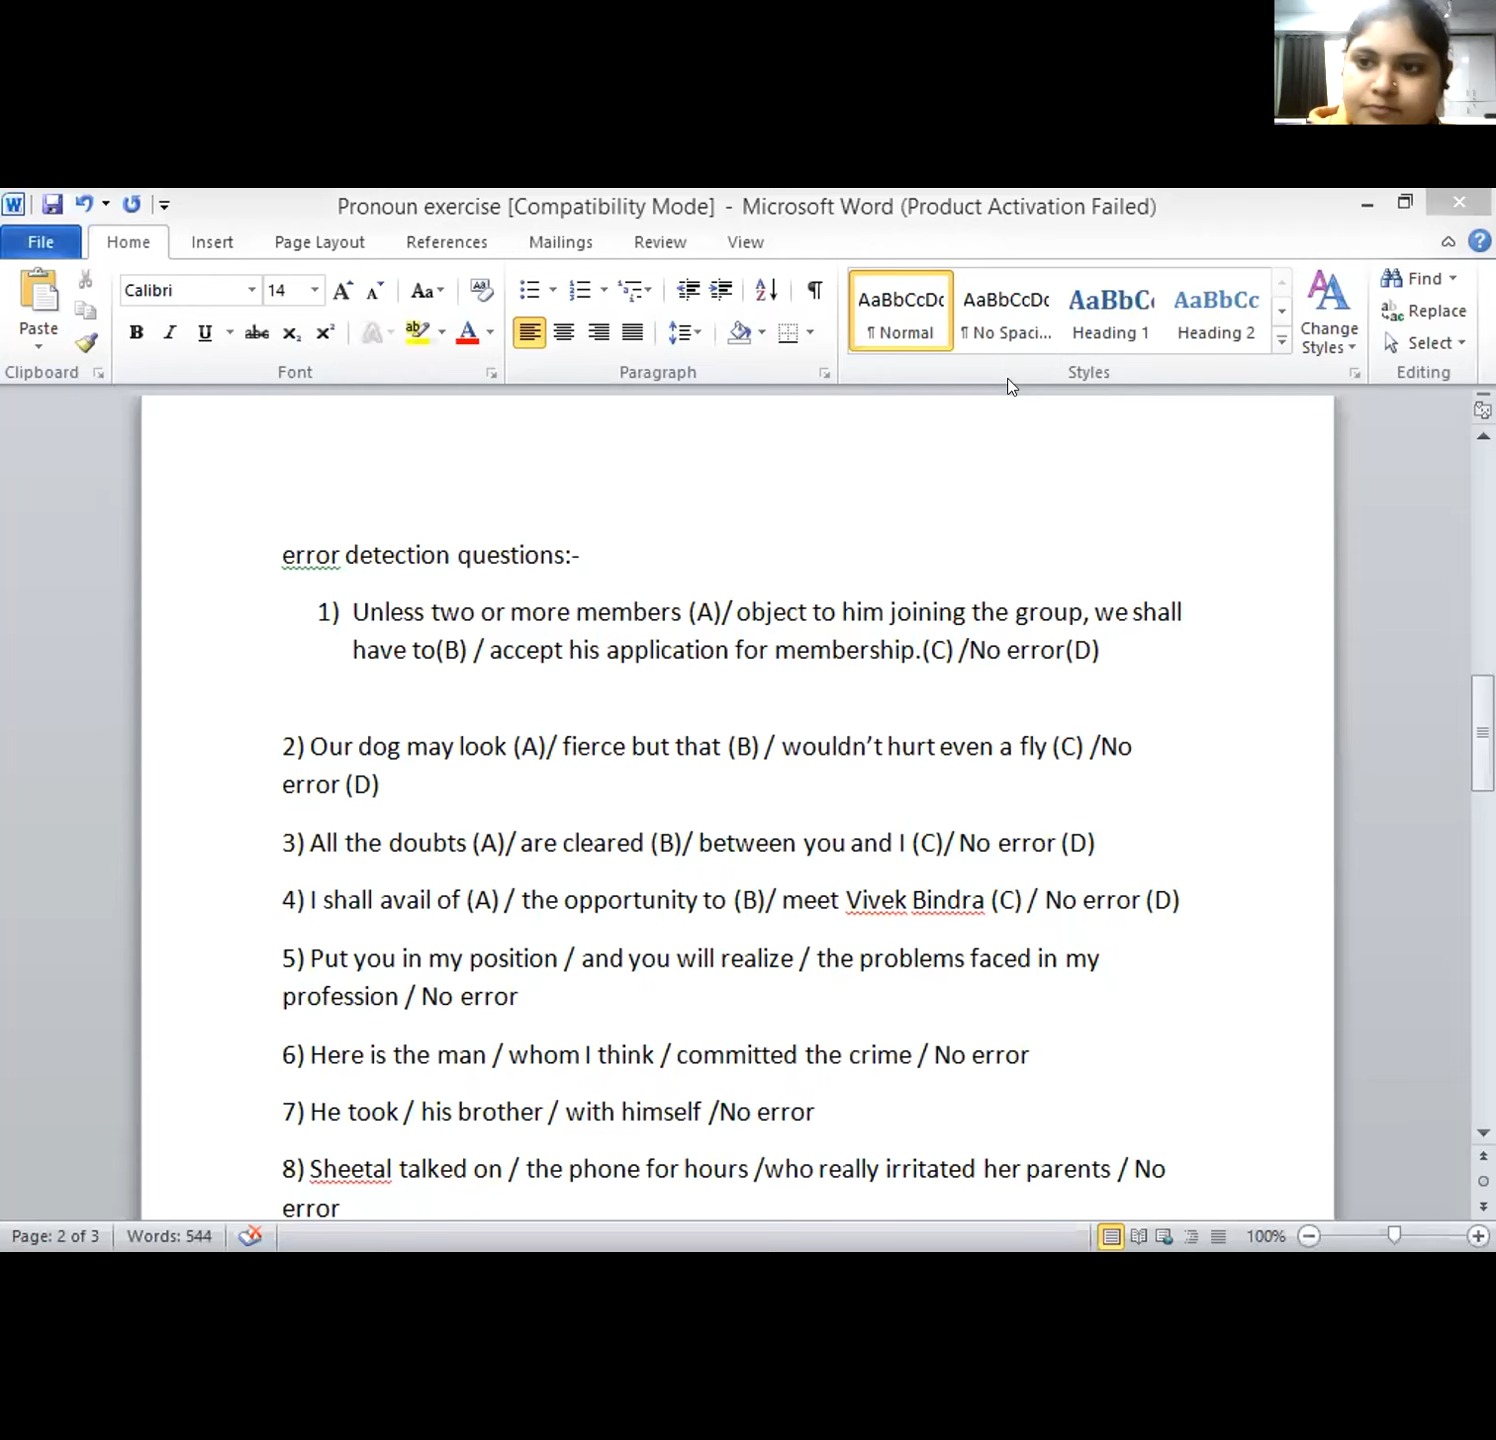 Pronoun exercise [Compatibility Mode] - Microsoft Word (Product Activation Failed)
File Home Insert Page Layout References Mailings Review View
Paste
Calibri 14 Aa
B I U abc X₂ X² A
AaBbCcDc AaBbCcDc AaBbC AaBbCc
¶ Normal ¶ No Spaci... Heading 1 Heading 2
Change Styles
Find
Replace
Select
Clipboard Font Paragraph Styles Editing
error detection questions:-
1) Unless two or more members (A)/ object to him joining the group, we shall
have to(B) / accept his application for membership.(C) /No error(D)
2) Our dog may look (A)/ fierce but that (B) / wouldn't hurt even a fly (C) /No
error (D)
3) All the doubts (A)/ are cleared (B)/ between you and I (C)/ No error (D)
4) I shall avail of (A) / the opportunity to (B)/ meet Vivek Bindra (C) / No error (D)
5) Put you in my position / and you will realize / the problems faced in my
profession / No error
6) Here is the man / whom I think / committed the crime / No error
7) He took / his brother / with himself /No error
8) Sheetal talked on / the phone for hours /who really irritated her parents / No
error
Page: 2 of 3 Words: 544 100%